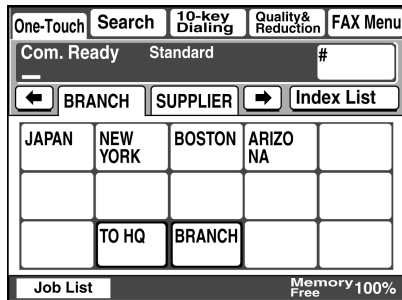 One-Touch Search 10-key Dialing Quality& Reduction FAX Menu
Com. Ready Standard #
BRANCH SUPPLIER Index List
JAPAN NEW YORK BOSTON ARIZO NA
TO HQ BRANCH
Job List Memory Free 100%